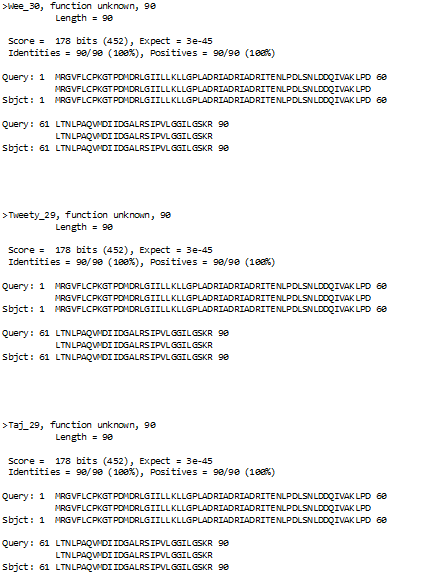 >Wee_30, function unknown, 90
Length = 90
Score = 178 bits (452), Expect = 3e-45
Identities = 90/90 (100%), Positives = 90/90 (100%)
Query: 1 MRGVFLCPKGTPDMDRLGIILLKLLGPLADRIADRIADRITENLPDLSNLDDQIVAKLPD 60
MRGVFLCPKGTPDMDRLGIILLKLLGPLADRIADRIADRITENLPDLSNLDDQIVAKLPD
Sbjct: 1 MRGVFLCPKGTPDMDRLGIILLKLLGPLADRIADRIADRITENLPDLSNLDDQIVAKLPD 60
Query: 61 LTNLPAQVMDIIDGALRSIPVLGGILGSKR 90
LTNLPAQVMDIIDGALRSIPVLGGILGSKR
Sbjct: 61 LTNLPAQVMDIIDGALRSIPVLGGILGSKR 90
>Tweety_29, function unknown, 90
Length = 90
Score = 178 bits (452), Expect = 3e-45
Identities = 90/90 (100%), Positives = 90/90 (100%)
Query: 1 MRGVFLCPKGTPDMDRLGIILLKLLGPLADRIADRIADRITENLPDLSNLDDQIVAKLPD 60
MRGVFLCPKGTPDMDRLGIILLKLLGPLADRIADRIADRITENLPDLSNLDDQIVAKLPD
Sbjct: 1 MRGVFLCPKGTPDMDRLGIILLKLLGPLADRIADRIADRITENLPDLSNLDDQIVAKLPD 60
Query: 61 LTNLPAQVMDIIDGALRSIPVLGGILGSKR 90
LTNLPAQVMDIIDGALRSIPVLGGILGSKR
Sbjct: 61 LTNLPAQVMDIIDGALRSIPVLGGILGSKR 90
>Taj_29, function unknown, 90
Length = 90
Score = 178 bits (452), Expect = 3e-45
Identities = 90/90 (100%), Positives = 90/90 (100%)
Query: 1 MRGVFLCPKGTPDMDRLGIILLKLLGPLADRIADRIADRITENLPDLSNLDDQIVAKLPD 60
MRGVFLCPKGTPDMDRLGIILLKLLGPLADRIADRIADRITENLPDLSNLDDQIVAKLPD
Sbjct: 1 MRGVFLCPKGTPDMDRLGIILLKLLGPLADRIADRIADRITENLPDLSNLDDQIVAKLPD 60
Query: 61 LTNLPAQVMDIIDGALRSIPVLGGILGSKR 90
LTNLPAQVMDIIDGALRSIPVLGGILGSKR
Sbjct: 61 LTNLPAQVMDIIDGALRSIPVLGGILGSKR 90